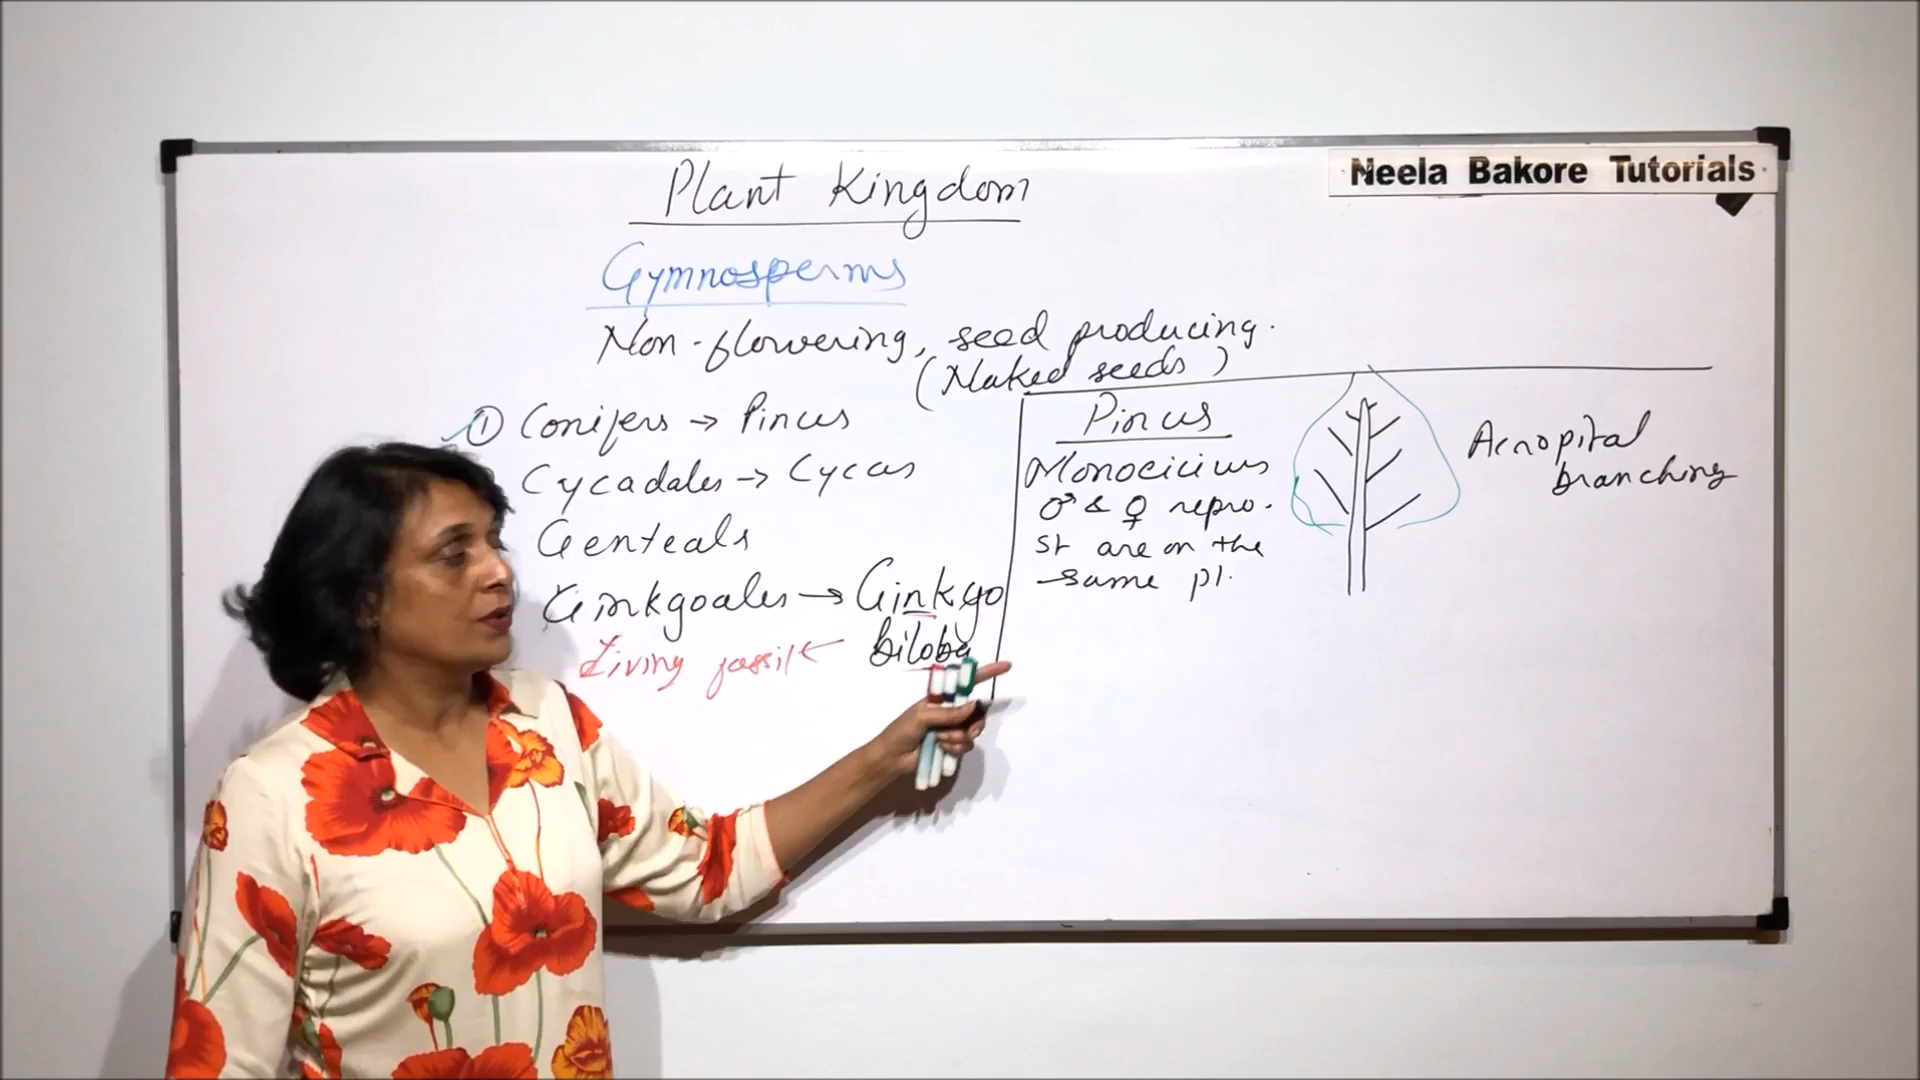 Plant Kingdom
Neela Bakore Tutorials
Gymnosperms
Non-flowering, seed producing.
(Naked seeds)
① Conifers → Pinus
Cycadales → Cycas
Genteals
Ginkgoales → Ginkgo
biloba
Living fossil ←
Pinus
Monocicius
♂ & ♀ repro.
St are on the
same pl.
Acropital
branching